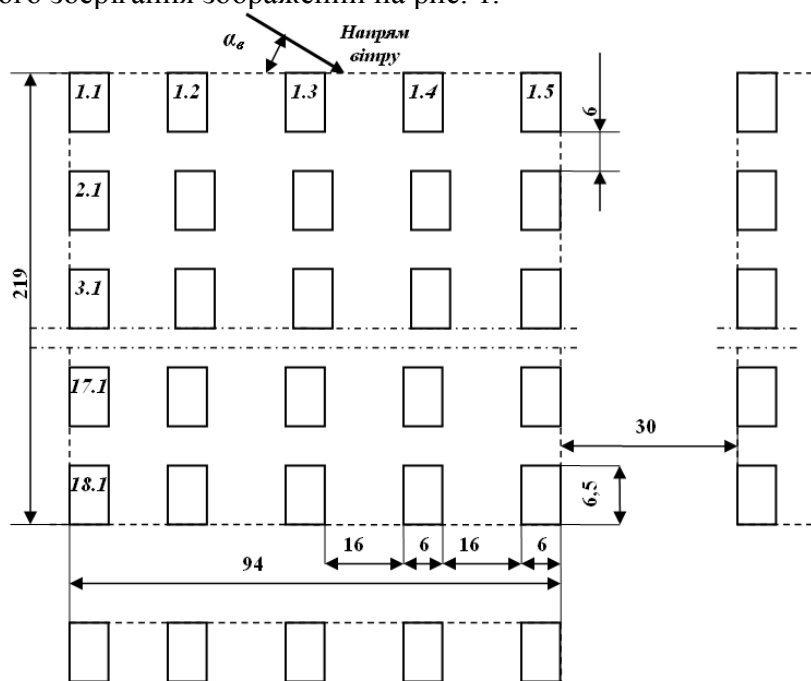 ого зберігання зображений на рис. 1.
αв
Напрям
вітру
1.1 1.2 1.3 1.4 1.5
6
2.1
3.1
219
17.1
30
18.1
6,5
16 6 16 6
94